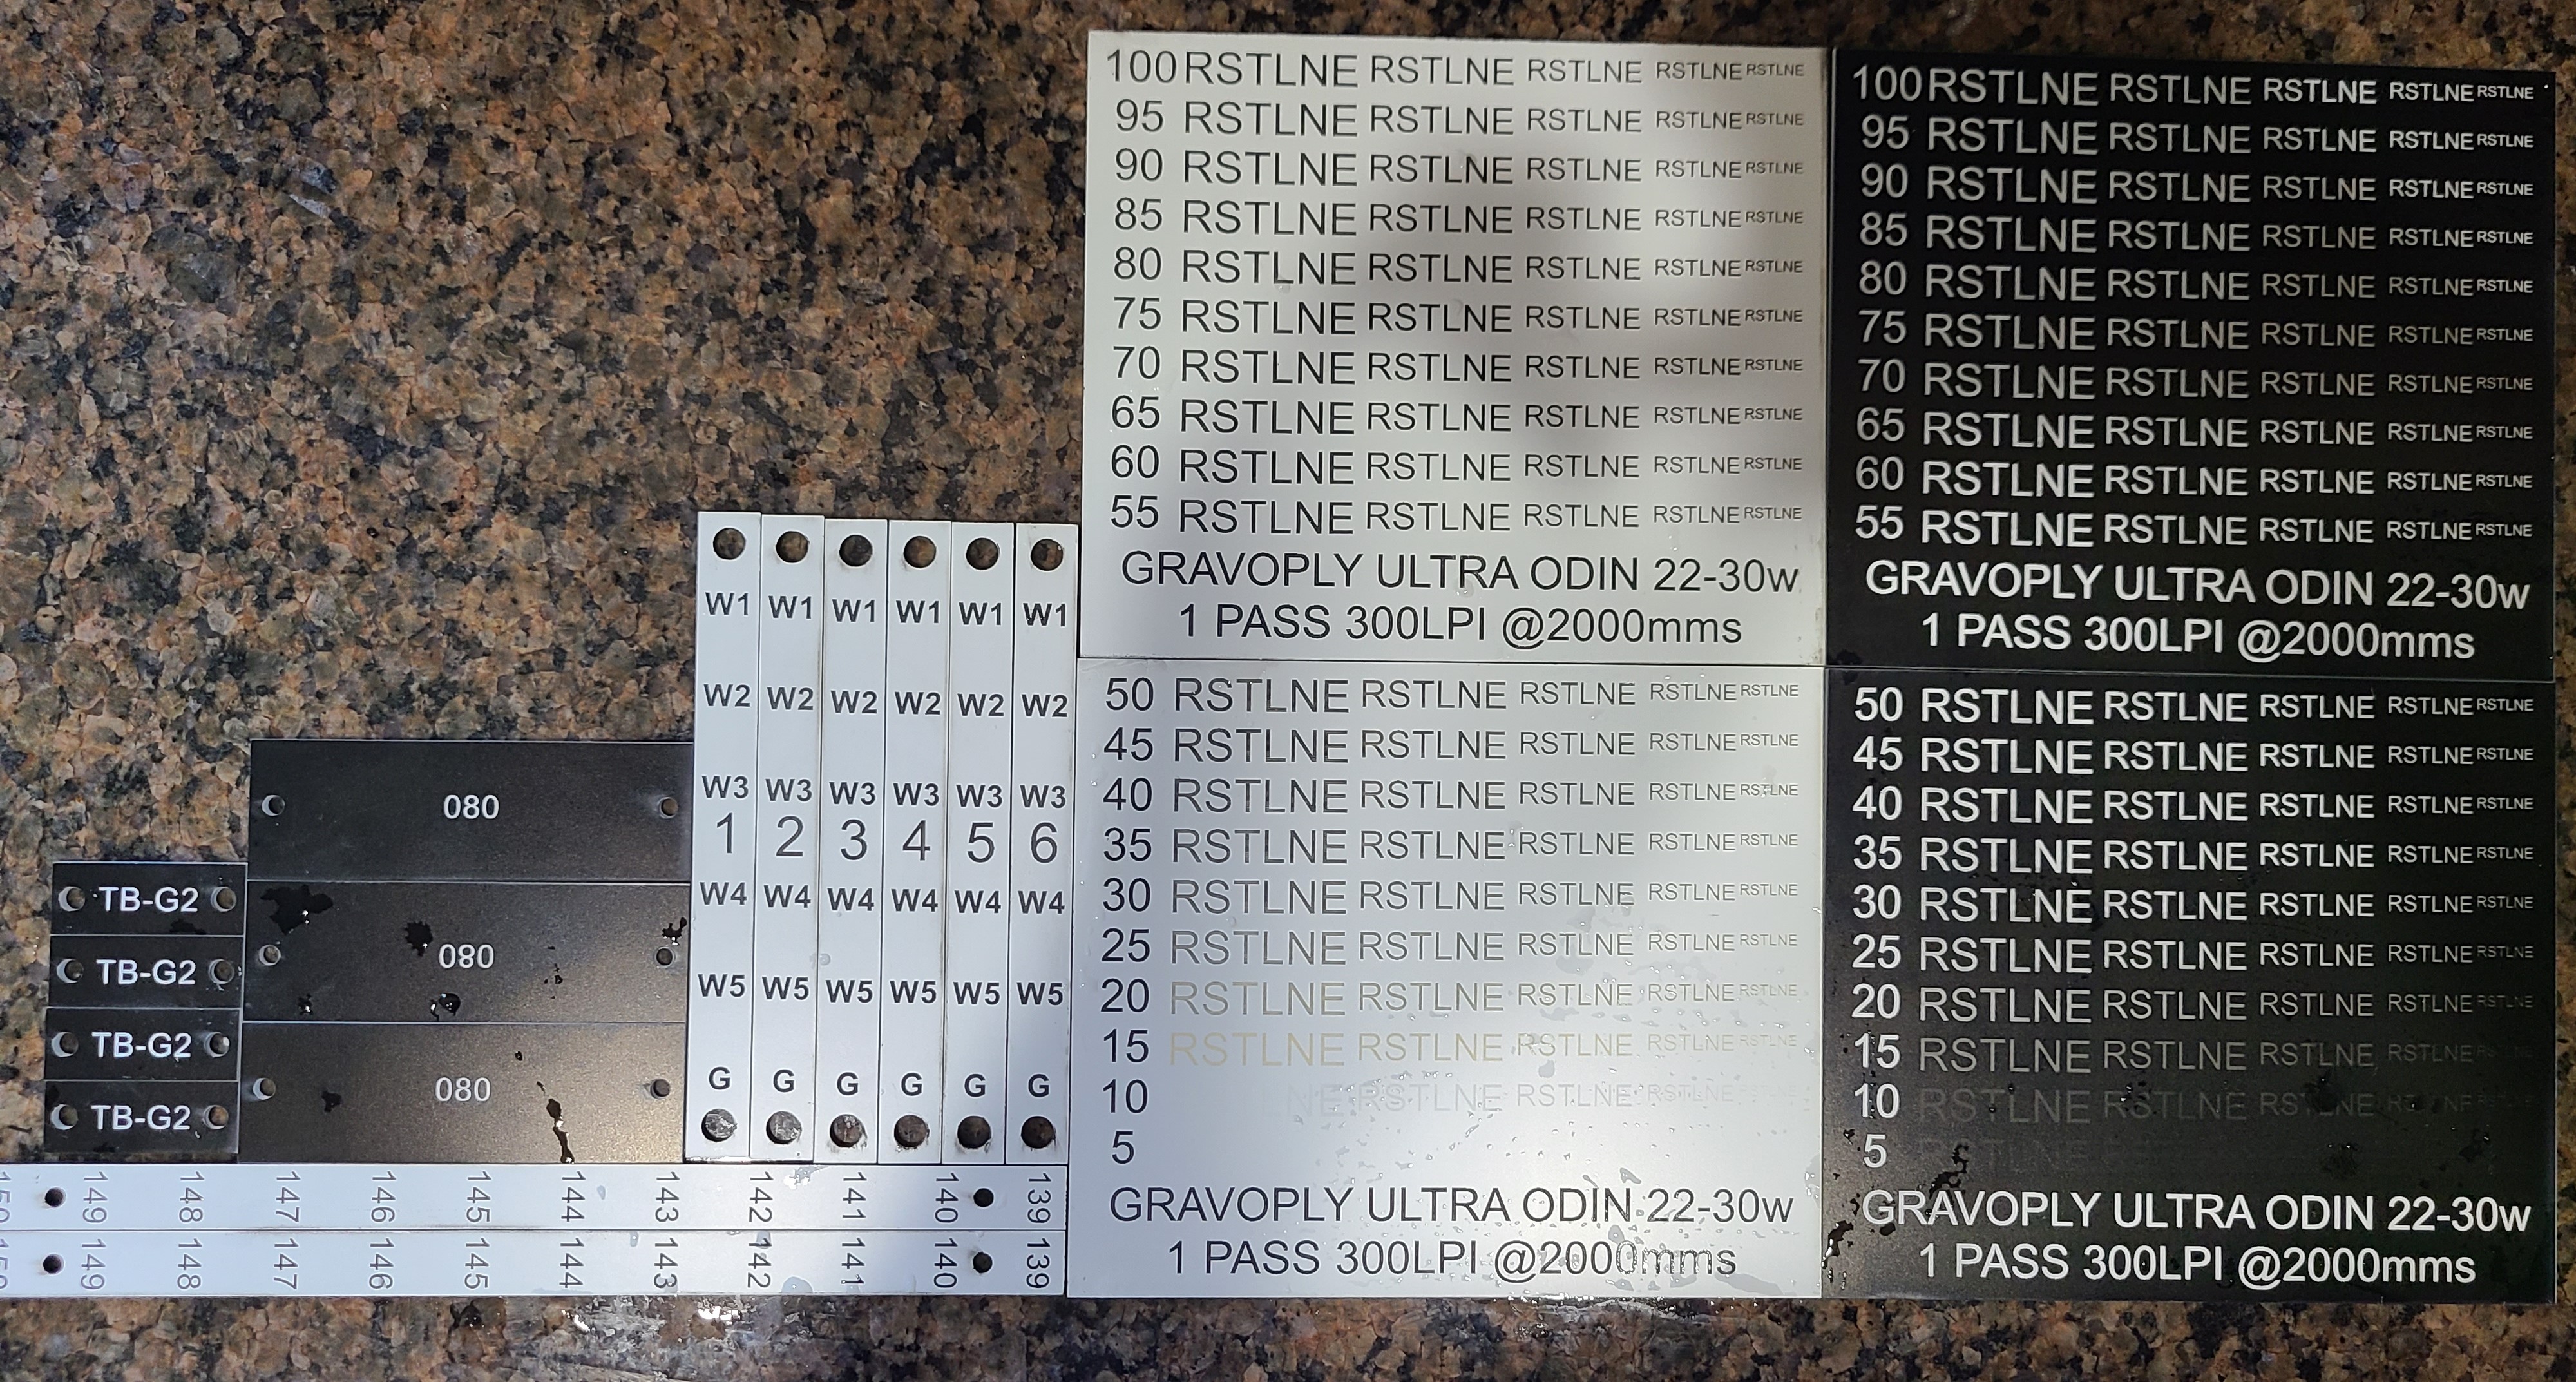 100 RSTLNE RSTLNE RSTLNE RSTLNE RSTLNE
95 RSTLNE RSTLNE RSTLNE RSTLNE RSTLNE
90 RSTLNE RSTLNE RSTLNE RSTLNE RSTLNE
85 RSTLNE RSTLNE RSTLNE RSTLNE RSTLNE
80 RSTLNE RSTLNE RSTLNE RSTLNE RSTLNE
75 RSTLNE RSTLNE RSTLNE RSTLNE RSTLNE
70 RSTLNE RSTLNE RSTLNE RSTLNE RSTLNE
65 RSTLNE RSTLNE RSTLNE RSTLNE RSTLNE
60 RSTLNE RSTLNE RSTLNE RSTLNE RSTLNE
55 RSTLNE RSTLNE RSTLNE RSTLNE RSTLNE
GRAVOPLY ULTRA ODIN 22-30w
1 PASS 300LPI @2000mms
100 RSTLNE RSTLNE RSTLNE RSTLNE RSTLNE
95 RSTLNE RSTLNE RSTLNE RSTLNE RSTLNE
90 RSTLNE RSTLNE RSTLNE RSTLNE RSTLNE
85 RSTLNE RSTLNE RSTLNE RSTLNE RSTLNE
80 RSTLNE RSTLNE RSTLNE RSTLNE RSTLNE
75 RSTLNE RSTLNE RSTLNE RSTLNE RSTLNE
70 RSTLNE RSTLNE RSTLNE RSTLNE RSTLNE
65 RSTLNE RSTLNE RSTLNE RSTLNE RSTLNE
60 RSTLNE RSTLNE RSTLNE RSTLNE RSTLNE
55 RSTLNE RSTLNE RSTLNE RSTLNE RSTLNE
GRAVOPLY ULTRA ODIN 22-30w
1 PASS 300LPI @2000mms
W1 W1 W1 W1 W1 W1
W2 W2 W2 W2 W2 W2
W3 W3 W3 W3 W3 W3
1 2 3 4 5 6
W4 W4 W4 W4 W4 W4
W5 W5 W5 W5 W5 W5
G G G G G G
080
080
080
TB-G2
TB-G2
TB-G2
TB-G2
50 RSTLNE RSTLNE RSTLNE RSTLNE RSTLNE
45 RSTLNE RSTLNE RSTLNE RSTLNE RSTLNE
40 RSTLNE RSTLNE RSTLNE RSTLNE RSTLNE
35 RSTLNE RSTLNE RSTLNE RSTLNE RSTLNE
30 RSTLNE RSTLNE RSTLNE RSTLNE RSTLNE
25 RSTLNE RSTLNE RSTLNE RSTLNE RSTLNE
20 RSTLNE RSTLNE RSTLNE RSTLNE RSTLNE
15 RSTLNE RSTLNE RSTLNE RSTLNE RSTLNE
10 RSTLNE RSTLNE
5
GRAVOPLY ULTRA ODIN 22-30w
1 PASS 300LPI @2000mms
50 RSTLNE RSTLNE RSTLNE RSTLNE RSTLNE
45 RSTLNE RSTLNE RSTLNE RSTLNE RSTLNE
40 RSTLNE RSTLNE RSTLNE RSTLNE RSTLNE
35 RSTLNE RSTLNE RSTLNE RSTLNE RSTLNE
30 RSTLNE RSTLNE RSTLNE RSTLNE RSTLNE
25 RSTLNE RSTLNE RSTLNE RSTLNE RSTLNE
20 RSTLNE RSTLNE RSTLNE RSTLNE RSTLNE
15 RSTLNE RSTLNE RSTLNE RSTLNE
10 RSTLNE RSTLNE RSTLNE
5
GRAVOPLY ULTRA ODIN 22-30w
1 PASS 300LPI @2000mms
149 148 147 146 145 144 143 142 141 140 139
149 148 147 146 145 144 143 142 141 140 139